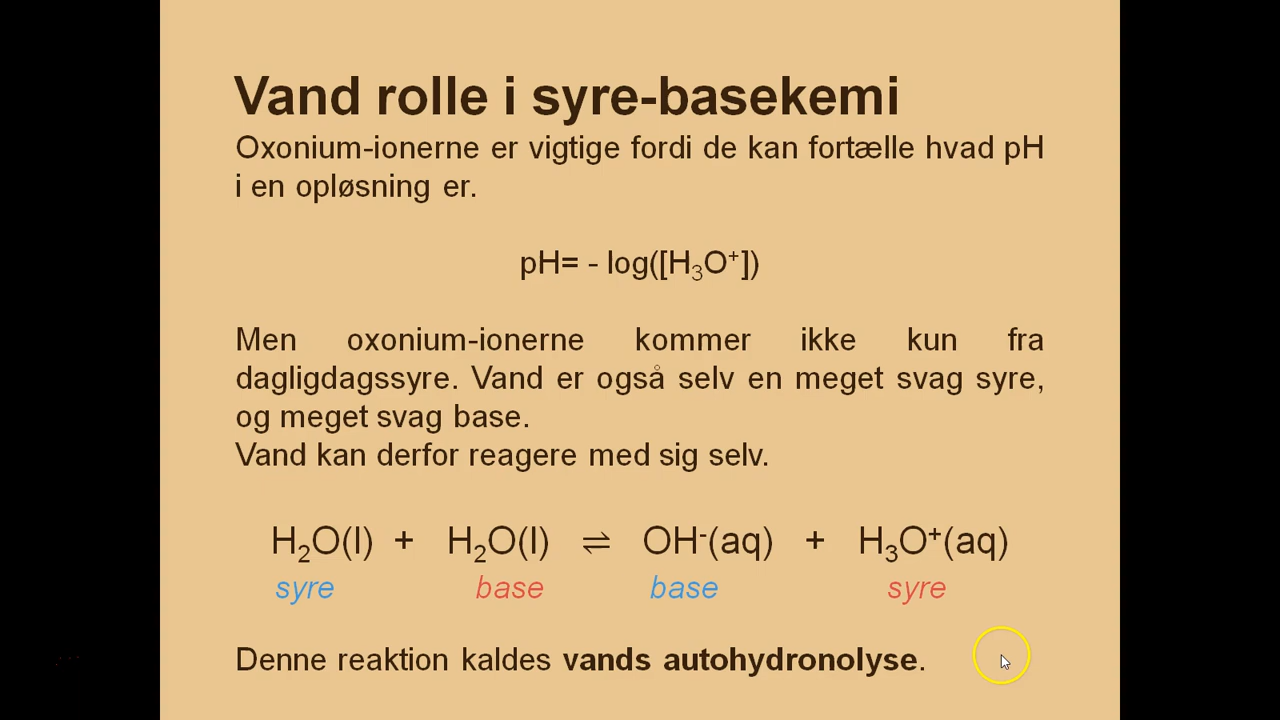 Vand rolle i syre-basekemi
Oxonium-ionerne er vigtige fordi de kan fortælle hvad pH
i en opløsning er.
pH= - log([H₃O⁺])
Men oxonium-ionerne kommer ikke kun fra
dagligdagssyre. Vand er også selv en meget svag syre,
og meget svag base.
Vand kan derfor reagere med sig selv.
H₂O(l) + H₂O(l) ⇌ OH⁻(aq) + H₃O⁺(aq)
syre base base syre
Denne reaktion kaldes vands autohydronolyse.